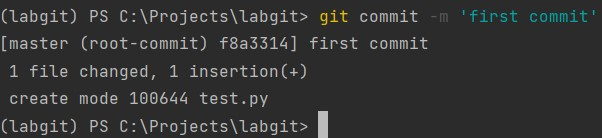 (labgit) PS C:\Projects\labgit> git commit -m 'first commit'
[master (root-commit) f8a3314] first commit
 1 file changed, 1 insertion(+)
 create mode 100644 test.py
(labgit) PS C:\Projects\labgit>